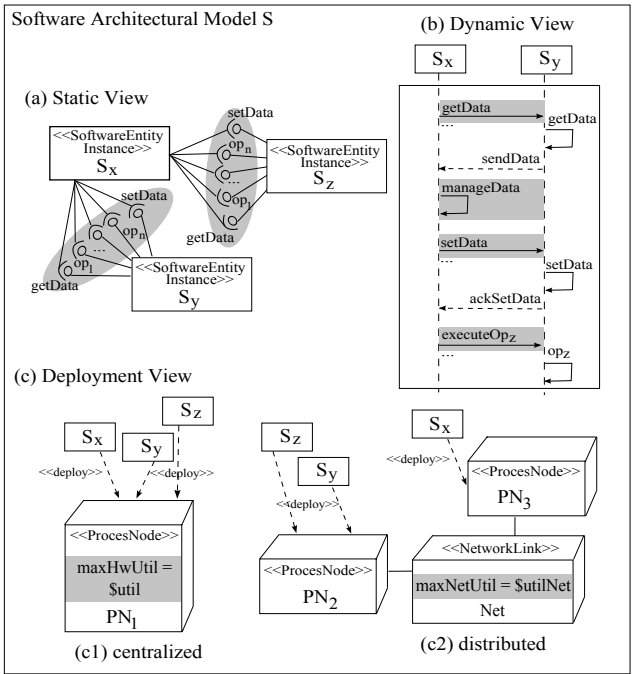 Software Architectural Model S
(a) Static View
<<SoftwareEntity
Instance>>
Sx
setData
opn
...
op1
getData
<<SoftwareEntity
Instance>>
Sz
setData
opn
...
op1
getData
<<SoftwareEntity
Instance>>
Sy
(b) Dynamic View
Sx
Sy
getData
...
getData
sendData
manageData
setData
...
setData
ackSetData
executeOpz
...
opz
(c) Deployment View
Sx
Sy
Sz
<<deploy>>
<<deploy>>
<<ProcesNode>>
maxHwUtil =
$util
PN1
(c1) centralized
Sz
Sy
<<deploy>>
<<deploy>>
<<ProcesNode>>
PN2
Sx
<<deploy>>
<<ProcesNode>>
PN3
<<NetworkLink>>
maxNetUtil = $utilNet
Net
(c2) distributed